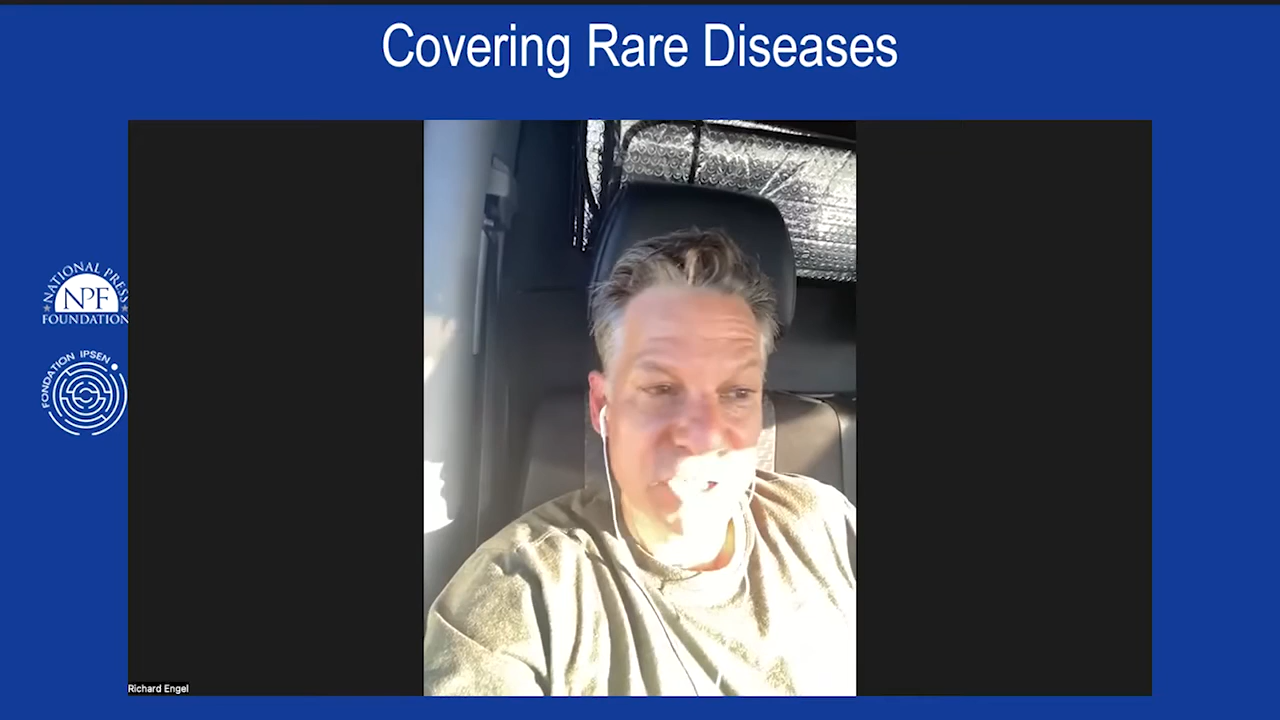 Covering Rare Diseases
NATIONAL PRESS
NPF
FOUNDATION
FONDATION IPSEN
Richard Engel